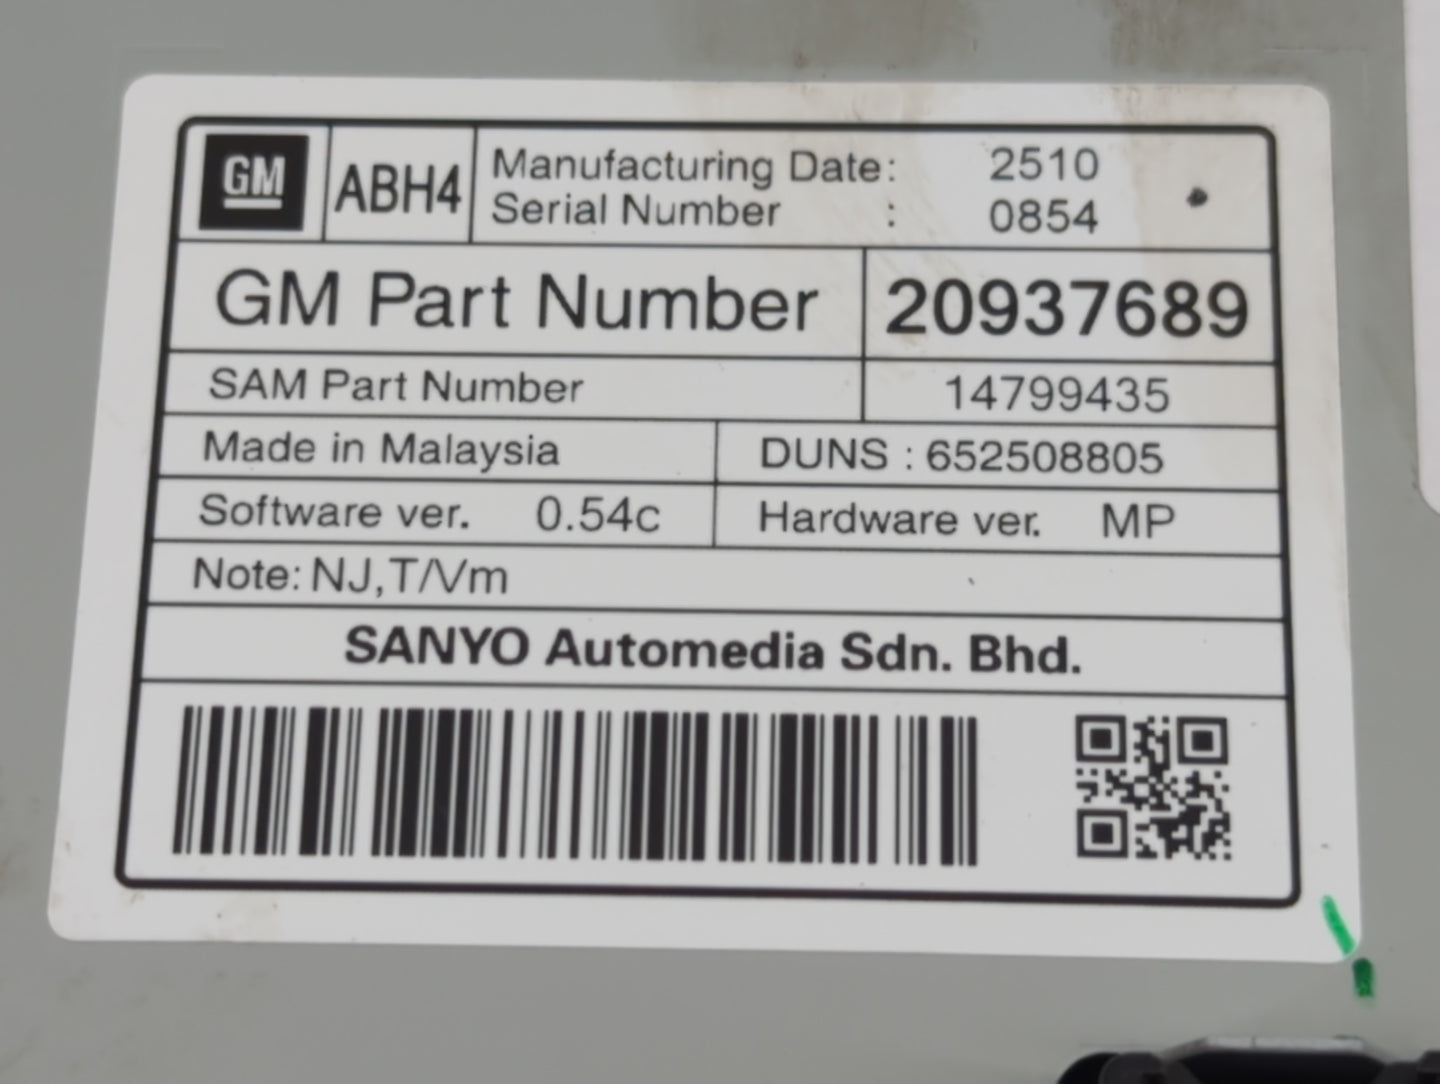 GM ABH4 Manufacturing Date: 2510
Serial Number : 0854
GM Part Number 20937689
SAM Part Number 14799435
Made in Malaysia DUNS : 652508805
Software ver. 0.54c Hardware ver. MP
Note: NJ,T/Vm
SANYO Automedia Sdn. Bhd.